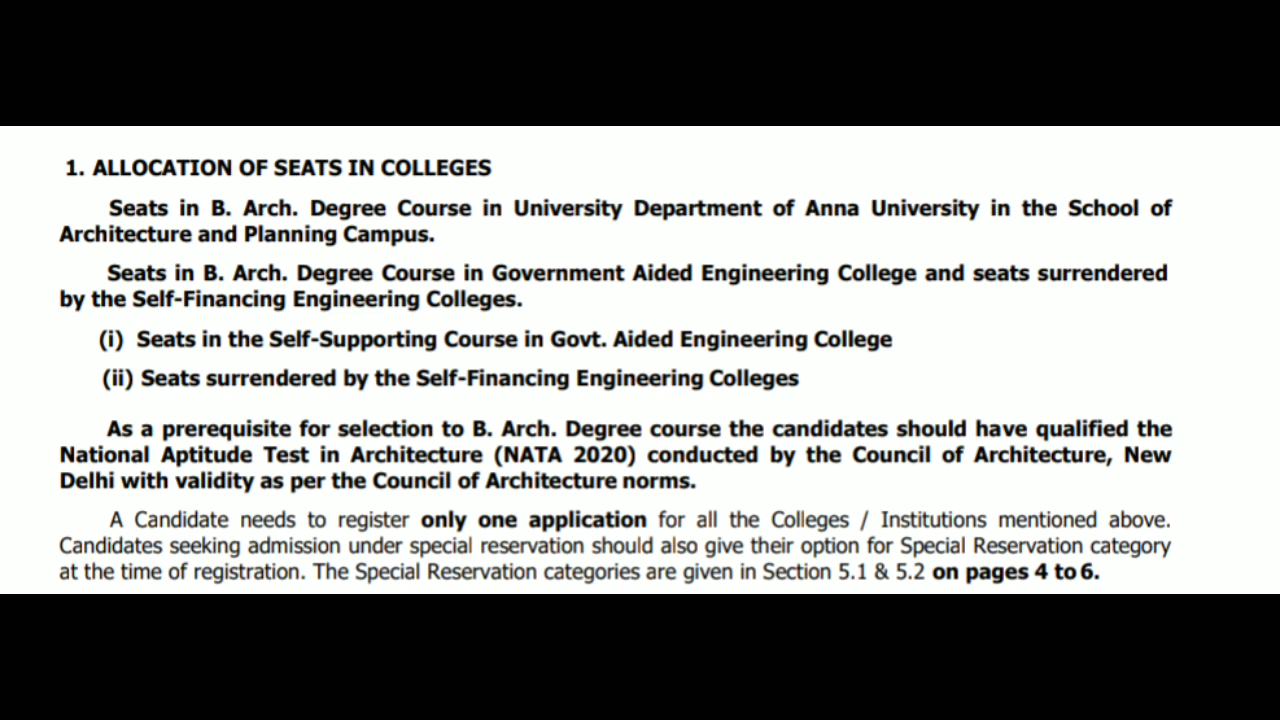 1. ALLOCATION OF SEATS IN COLLEGES
Seats in B. Arch. Degree Course in University Department of Anna University in the School of
Architecture and Planning Campus.
Seats in B. Arch. Degree Course in Government Aided Engineering College and seats surrendered
by the Self-Financing Engineering Colleges.
(i) Seats in the Self-Supporting Course in Govt. Aided Engineering College
(ii) Seats surrendered by the Self-Financing Engineering Colleges
As a prerequisite for selection to B. Arch. Degree course the candidates should have qualified the
National Aptitude Test in Architecture (NATA 2020) conducted by the Council of Architecture, New
Delhi with validity as per the Council of Architecture norms.
A Candidate needs to register only one application for all the Colleges / Institutions mentioned above.
Candidates seeking admission under special reservation should also give their option for Special Reservation category
at the time of registration. The Special Reservation categories are given in Section 5.1 & 5.2 on pages 4 to 6.